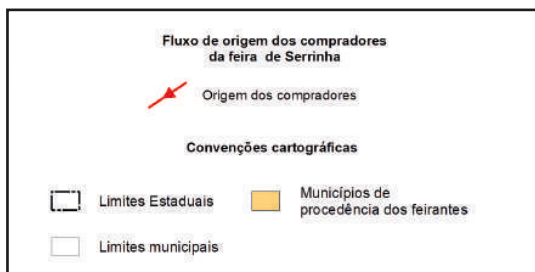 Fluxo de origem dos compradores
da feira de Serrinha
Origem dos compradores
Convenções cartográficas
Limites Estaduais
Municípios de
procedência dos feirantes
Limites municipais